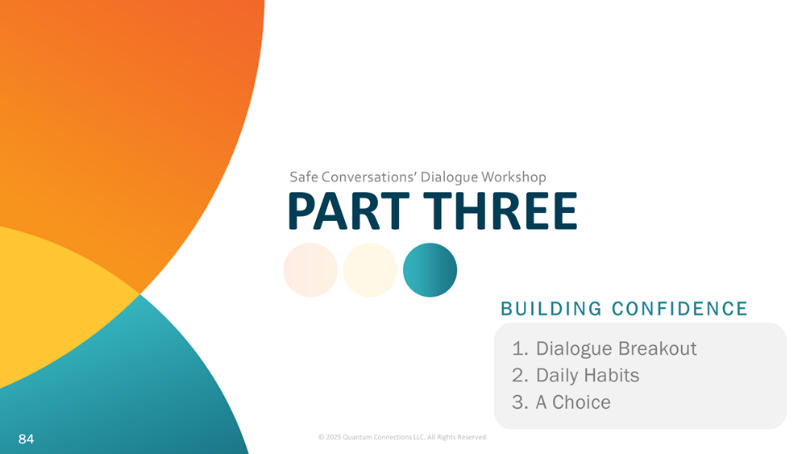 Safe Conversations’ Dialogue Workshop
PART THREE
BUILDING CONFIDENCE
1. Dialogue Breakout
2. Daily Habits
3. A Choice
84
© 2025 Quantum Connections LLC. All Rights Reserved.